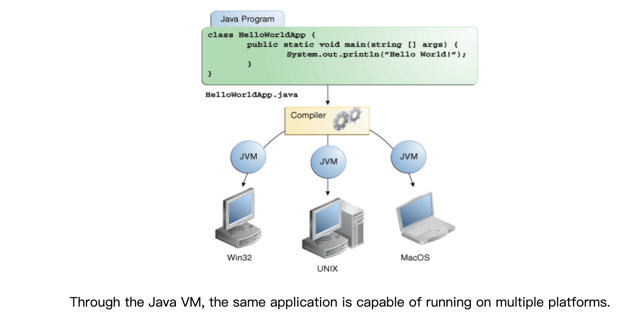 Java Program
class HelloWorldApp {
public static void main(string [] args) {
System.out.println("Hello World!");
}
}
HelloWorldApp.java
Compiler
JVM
JVM
JVM
Win32
UNIX
MacOS
Through the Java VM, the same application is capable of running on multiple platforms.